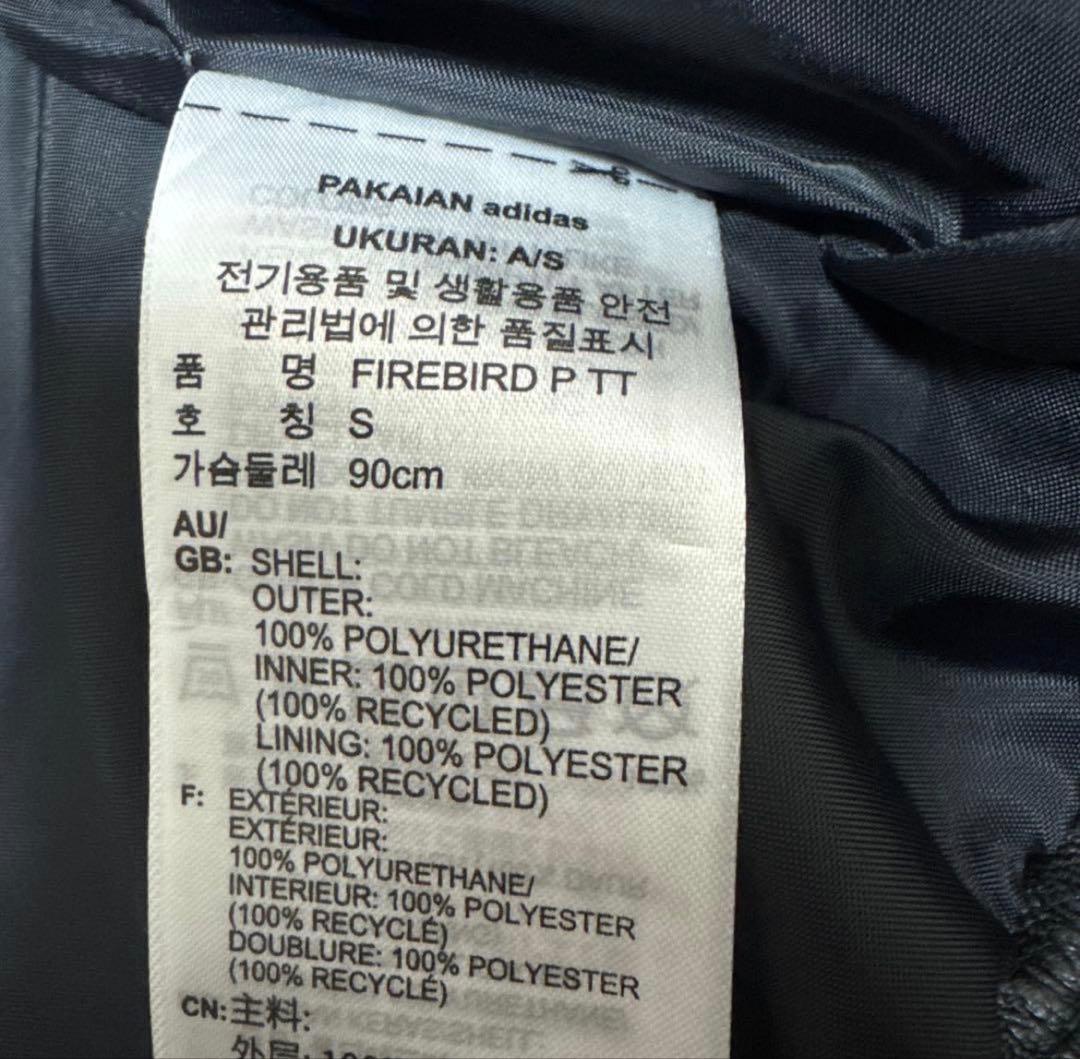 PAKAIAN adidas
UKURAN: A/S
전기용품 및 생활용품 안전
관리법에 의한 품질표시
품 명 FIREBIRD P TT
호 칭 S
가슴둘레 90cm
AU/
GB: SHELL:
OUTER:
100% POLYURETHANE/
INNER: 100% POLYESTER
(100% RECYCLED)
LINING: 100% POLYESTER
(100% RECYCLED)
F: EXTÉRIEUR:
EXTÉRIEUR:
100% POLYURETHANE/
INTERIEUR: 100% POLYESTER
(100% RECYCLÉ)
DOUBLURE: 100% POLYESTER
(100% RECYCLÉ)
CN: 主料:
外层: